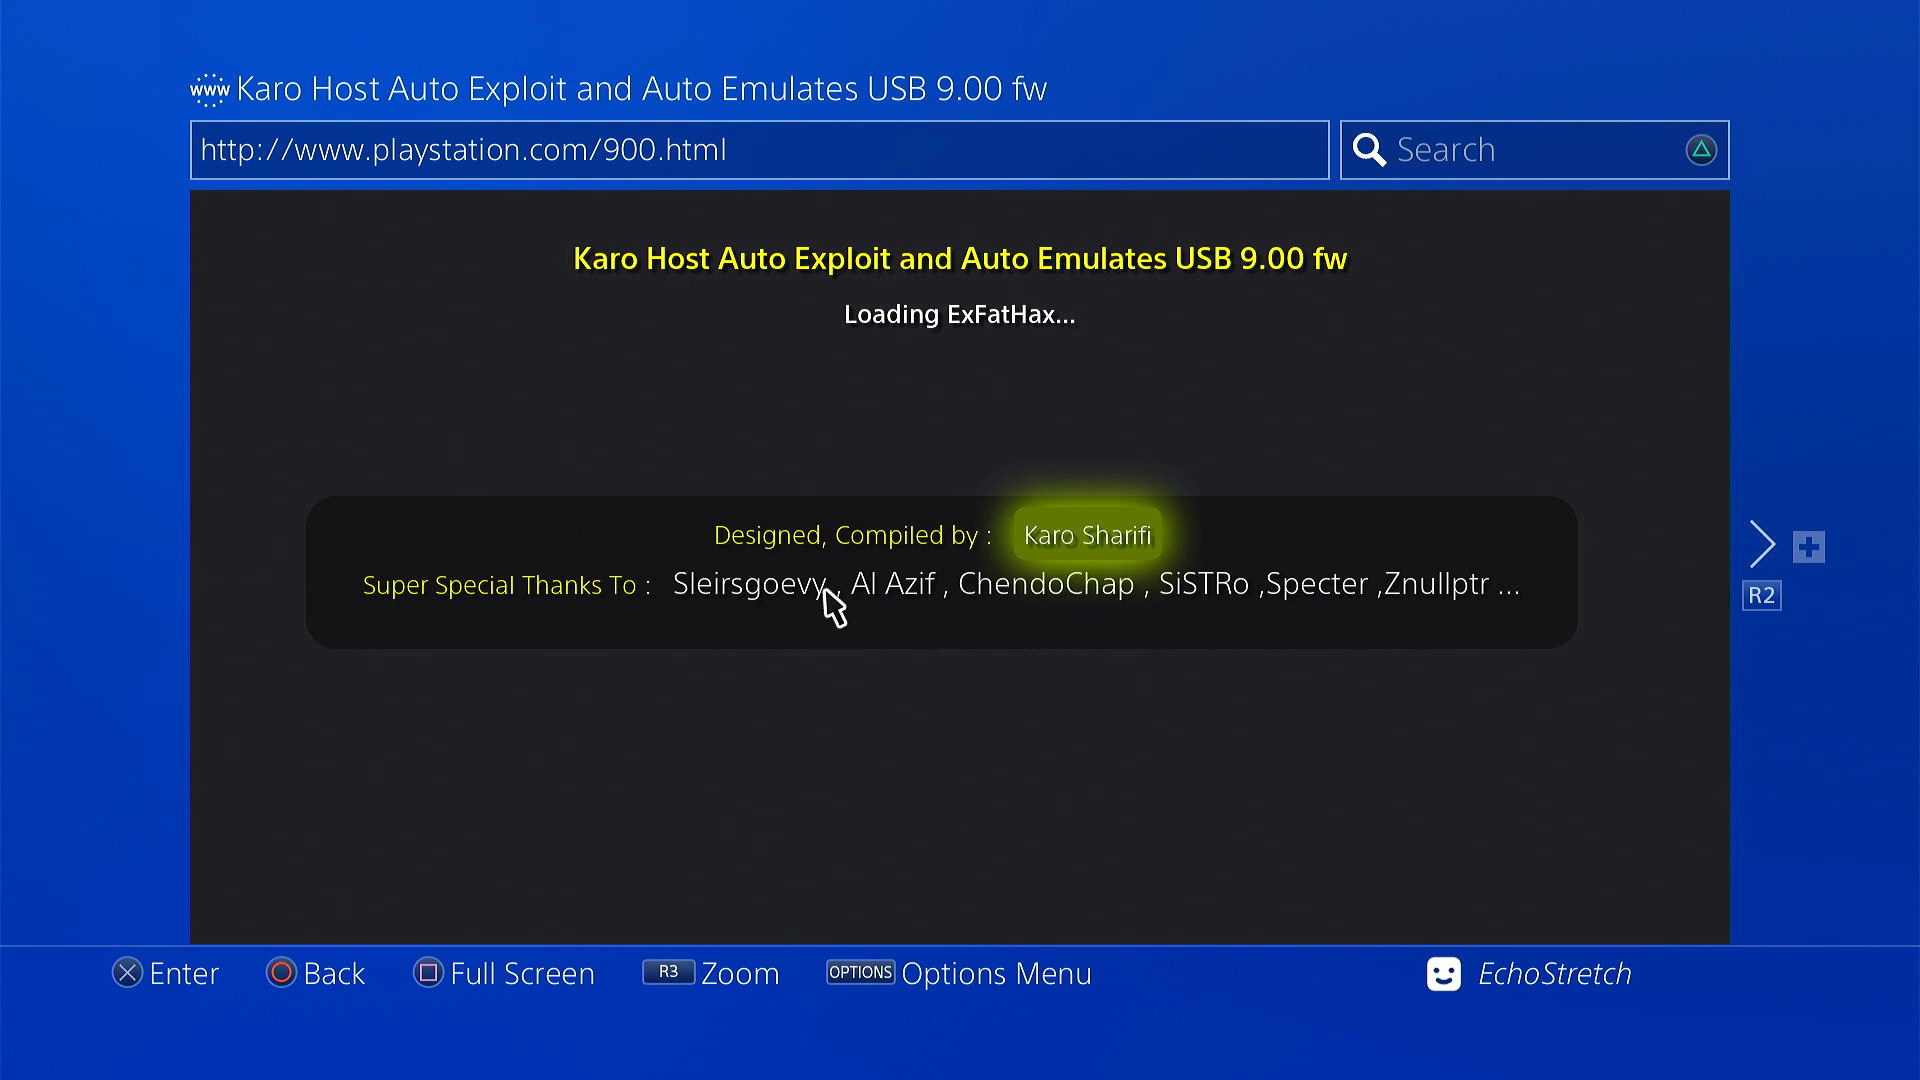 www Karo Host Auto Exploit and Auto Emulates USB 9.00 fw
http://www.playstation.com/900.html
Search
Karo Host Auto Exploit and Auto Emulates USB 9.00 fw
Loading ExFatHax...
Designed, Compiled by : Karo Sharifi
Super Special Thanks To : Sleirsgoevy , Al Azif , ChendoChap , SiSTRo ,Specter ,Znullptr ...
R2
Enter Back Full Screen R3 Zoom OPTIONS Options Menu EchoStretch